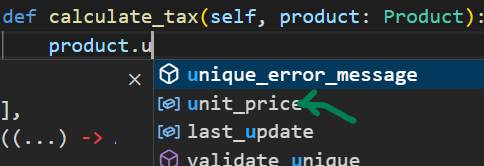 def calculate_tax(self, product: Product):
product.u
unique_error_message
],
unit_price
((...) ->
last_update
validate_unique